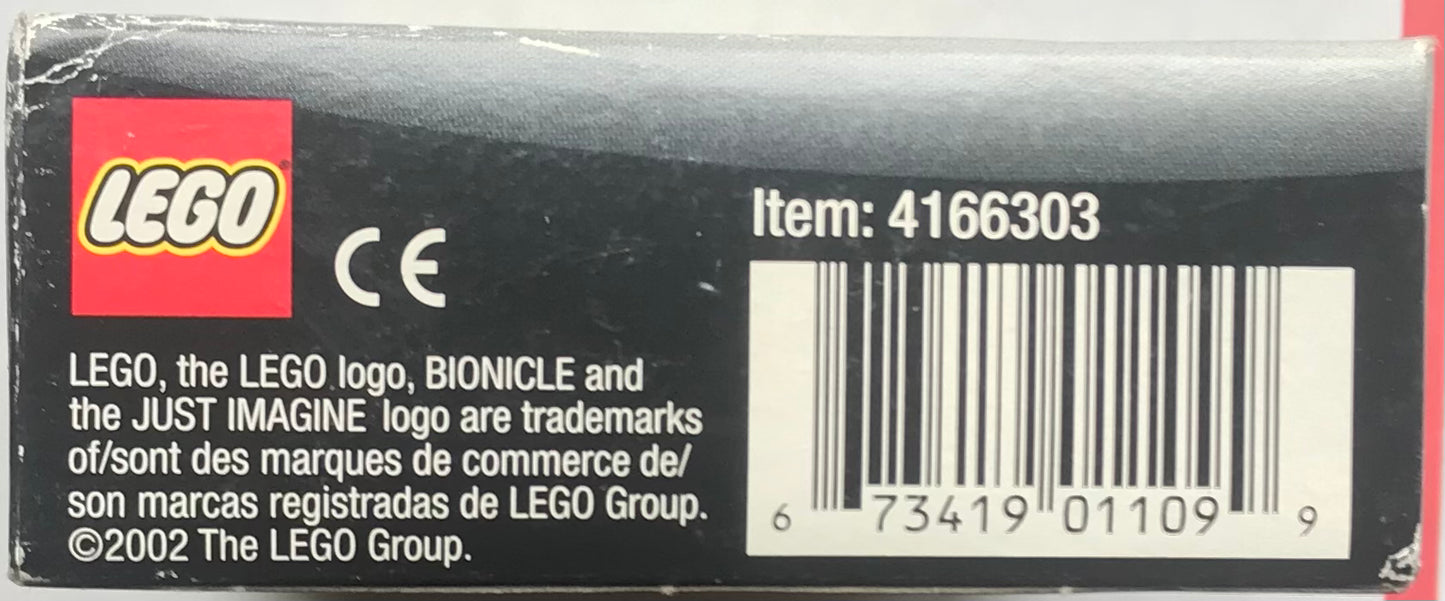 LEGO®
CE
LEGO, the LEGO logo, BIONICLE and
the JUST IMAGINE logo are trademarks
of/sont des marques de commerce de/
son marcas registradas de LEGO Group.
©2002 The LEGO Group.
Item: 4166303
6 73419 01109 9